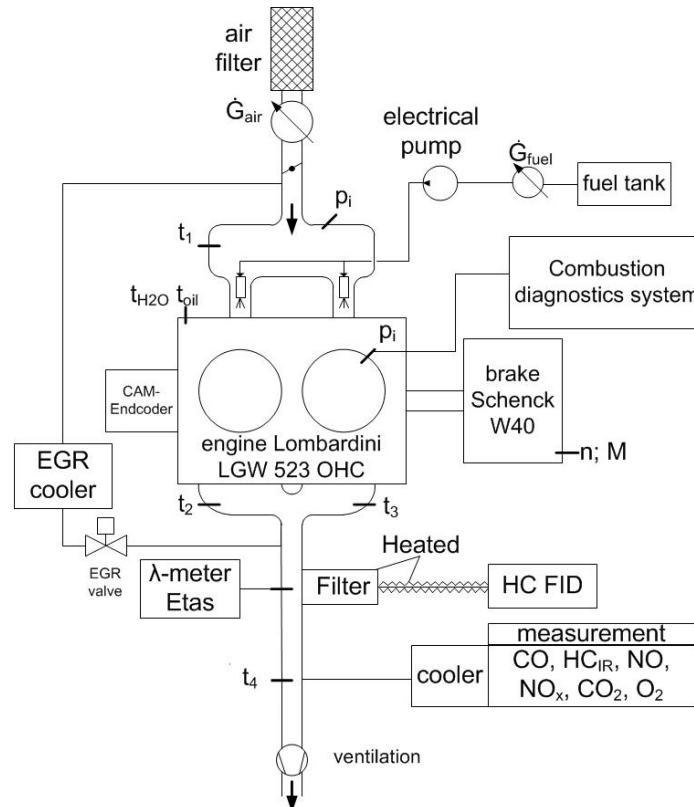 air
filter
Ġair
electrical
pump
Ġfuel
fuel tank
pi
t1
Combustion
diagnostics system
tH2O toil
pi
brake
Schenck
W40
CAM-
Endcoder
engine Lombardini
LGW 523 OHC
n; M
EGR
cooler
t2
t3
Heated
EGR
valve
λ-meter
Etas
Filter
HC FID
measurement
cooler
CO, HCIR, NO,
NOx, CO2, O2
t4
ventilation